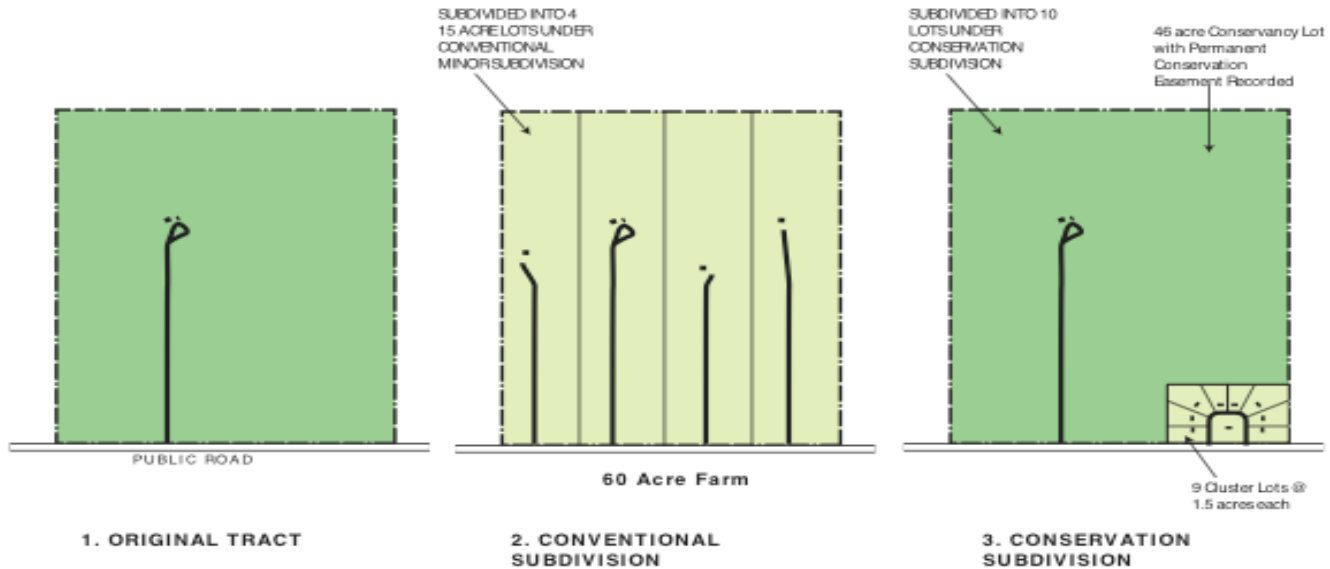 SUBDIVIDED INTO 4
15 ACRE LOTS UNDER
CONVENTIONAL
MINOR SUBDIVISION
SUBDIVIDED INTO 10
LOTS UNDER
CONSERVATION
SUBDIVISION
46 acre Conservancy Lot
with Permanent
Conservation
Easement Recorded
PUBLIC ROAD
60 Acre Farm
9 Cluster Lots @
1.5 acres each
1. ORIGINAL TRACT
2. CONVENTIONAL
SUBDIVISION
3. CONSERVATION
SUBDIVISION